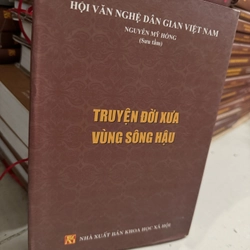 HỘI VĂN NGHỆ DÂN GIAN VIỆT NAM
NGUYỄN MỸ HỒNG
(Sưu tầm)
TRUYỆN ĐỜI XƯA
VÙNG SÔNG HẬU
NHÀ XUẤT BẢN KHOA HỌC XÃ HỘI